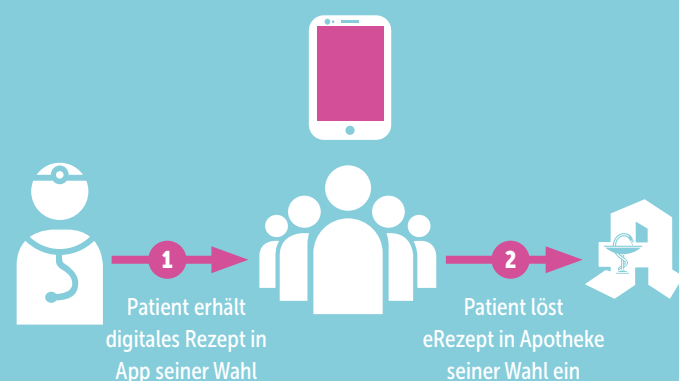 1
Patient erhält
digitales Rezept in
App seiner Wahl
2
Patient löst
eRezept in Apotheke
seiner Wahl ein